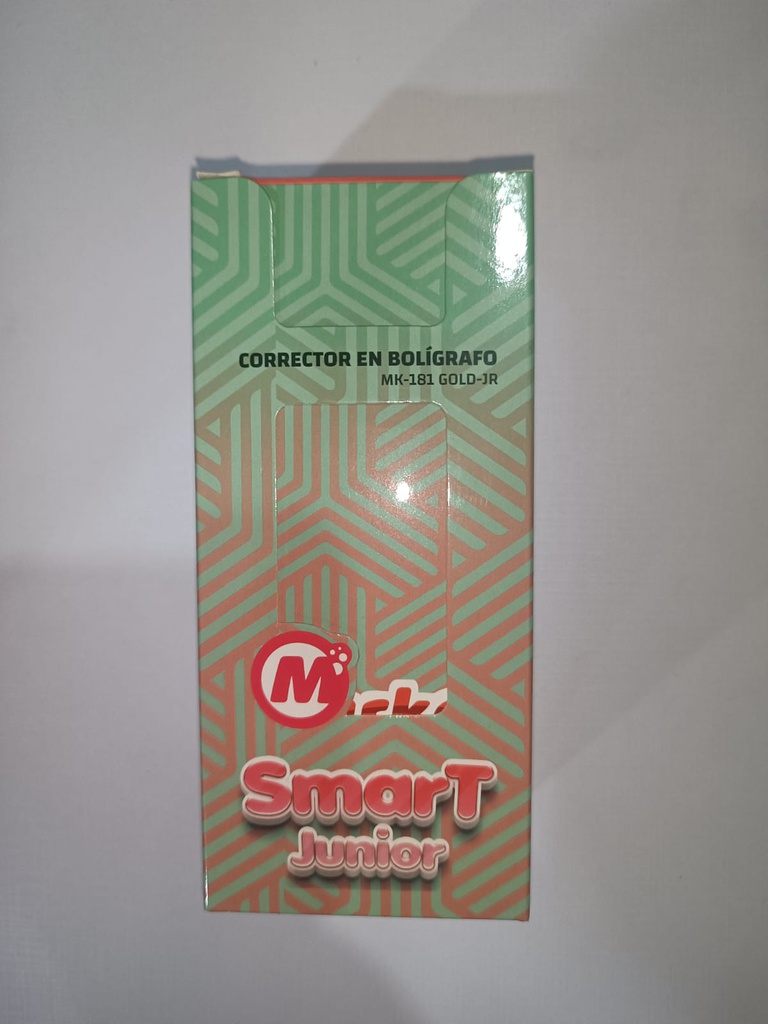 CORRECTOR EN BOLÍGRAFO
MK-181 GOLD-JR
M
SmarT
Junior